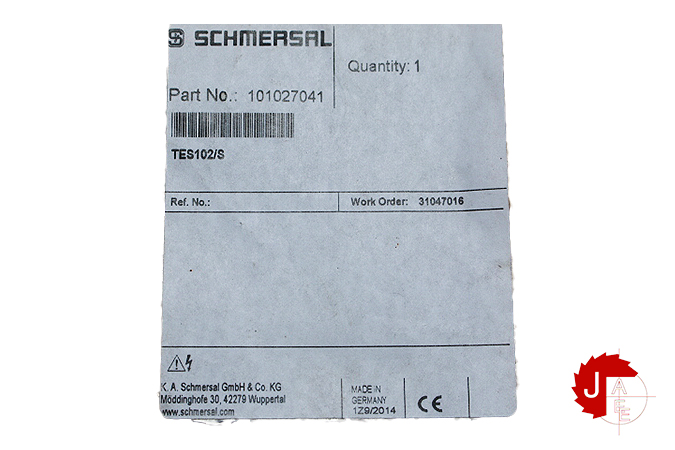 SCHMERSAL
Quantity: 1
Part No.: 101027041
TES102/S
Ref. No.:
Work Order: 31047016
K. A. Schmersal GmbH & Co. KG
Möddinghofe 30, 42279 Wuppertal
www.schmersal.com
MADE IN
GERMANY
1Z9/2014
CE
J
A
F
E